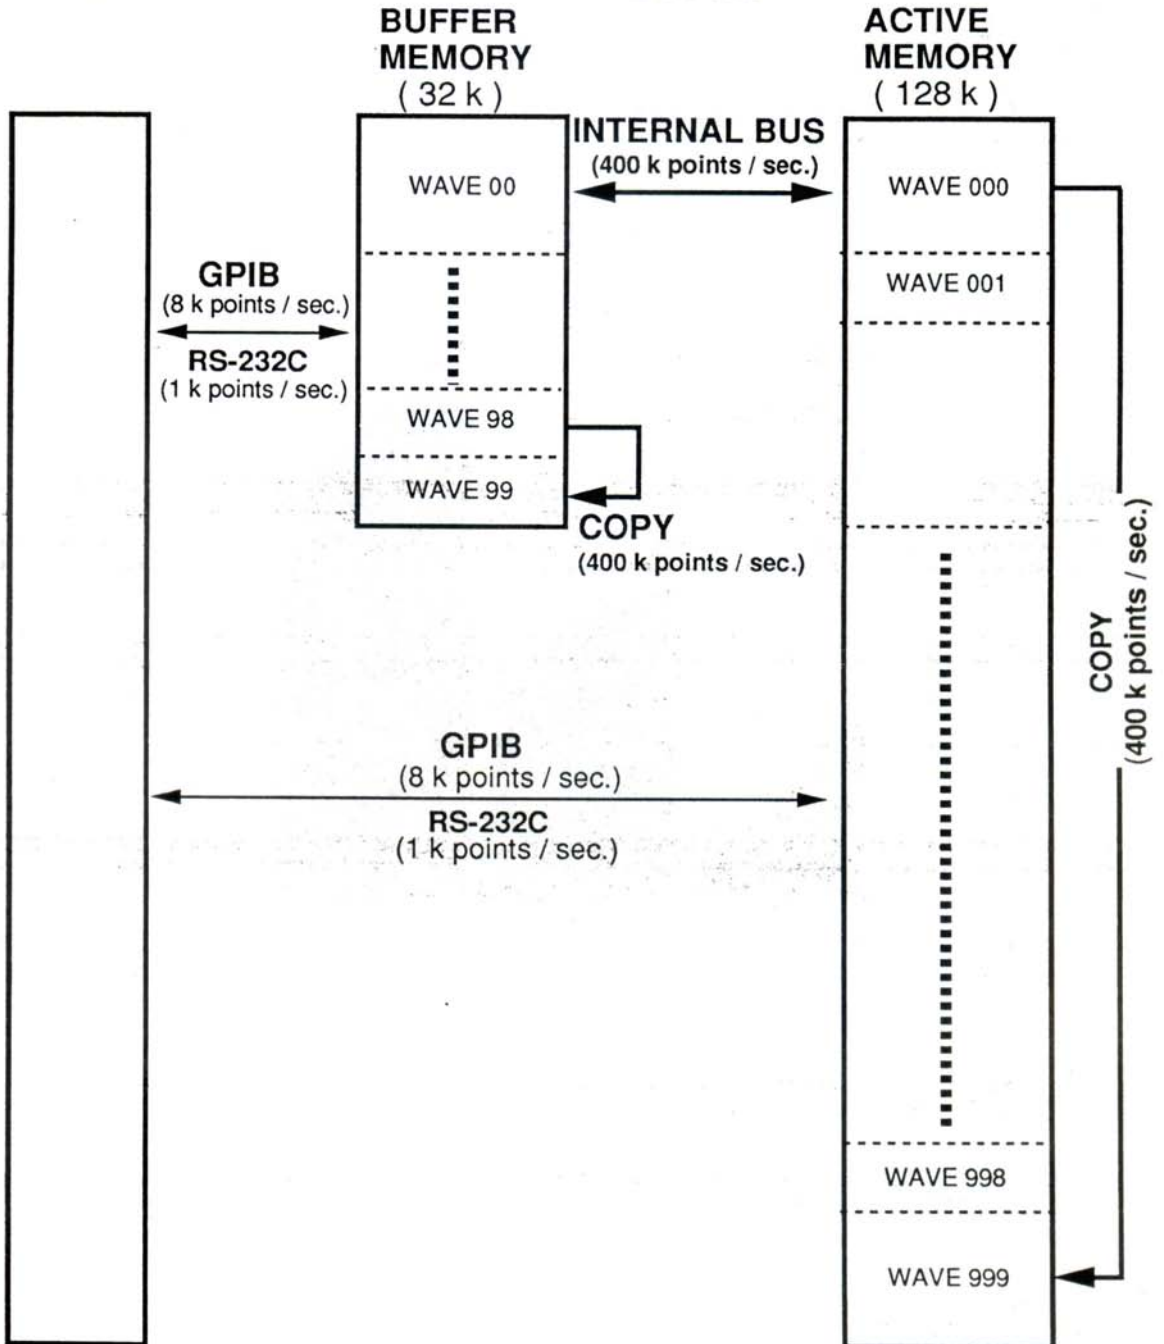 BUFFER
MEMORY
( 32 k )
ACTIVE
MEMORY
( 128 k )
INTERNAL BUS
(400 k points / sec.)
WAVE 00
WAVE 000
WAVE 001
GPIB
(8 k points / sec.)
RS-232C
(1 k points / sec.)
WAVE 98
WAVE 99
COPY
(400 k points / sec.)
COPY
(400 k points / sec.)
GPIB
(8 k points / sec.)
RS-232C
(1 k points / sec.)
WAVE 998
WAVE 999